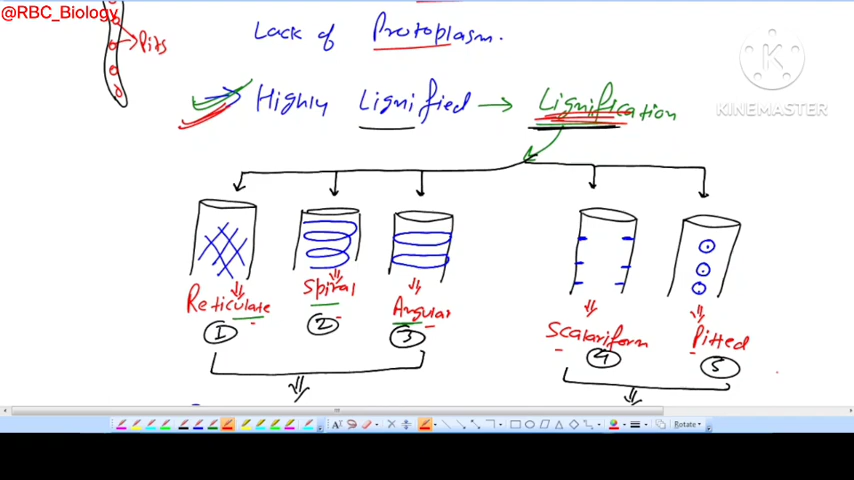 @RBC_Biology
Pits
Lack of Protoplasm.
Highly Lignified → Lignification
KINEMASTER
Reticulate Spiral Angular Scalariform Pitted
1 2 3 4 5
Rotate